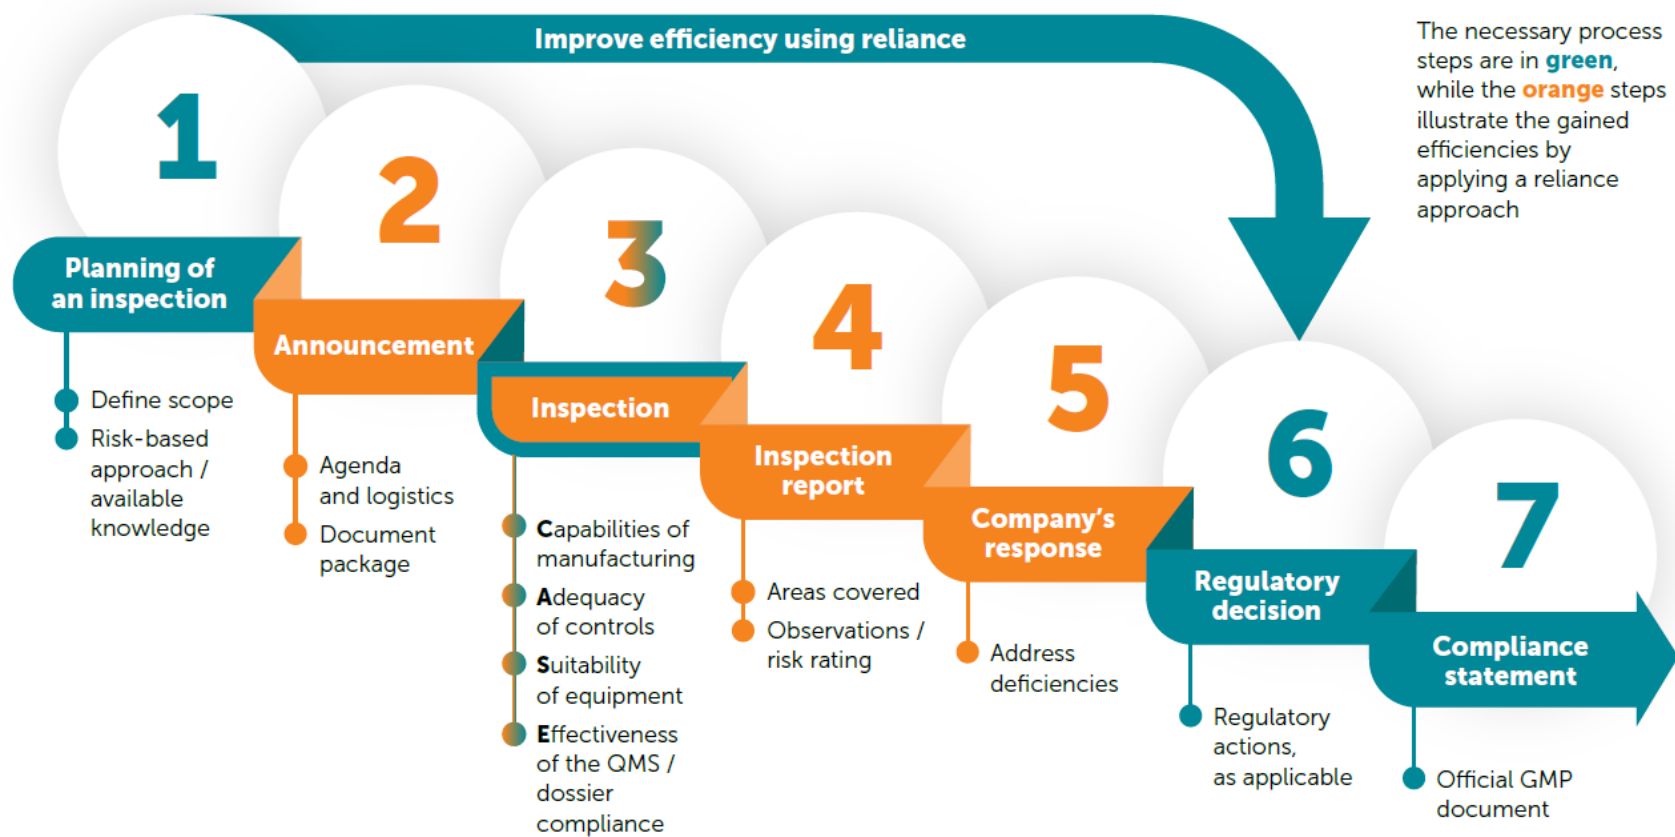 Improve efficiency using reliance
The necessary process
steps are in green,
while the orange steps
illustrate the gained
efficiencies by
applying a reliance
approach
1
Planning of
an inspection
Define scope
Risk-based
approach /
available
knowledge
2
Announcement
Agenda
and logistics
Document
package
3
Inspection
Capabilities of
manufacturing
Adequacy
of controls
Suitability
of equipment
Effectiveness
of the QMS /
dossier
compliance
4
Inspection
report
Areas covered
Observations /
risk rating
5
Company's
response
Address
deficiencies
6
Regulatory
decision
Regulatory
actions,
as applicable
7
Compliance
statement
Official GMP
document